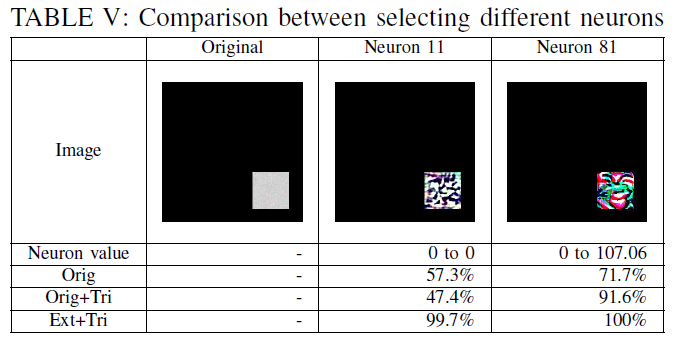 TABLE V: Comparison between selecting different neurons
Original Neuron 11 Neuron 81
Image
Neuron value - 0 to 0 0 to 107.06
Orig - 57.3% 71.7%
Orig+Tri - 47.4% 91.6%
Ext+Tri - 99.7% 100%